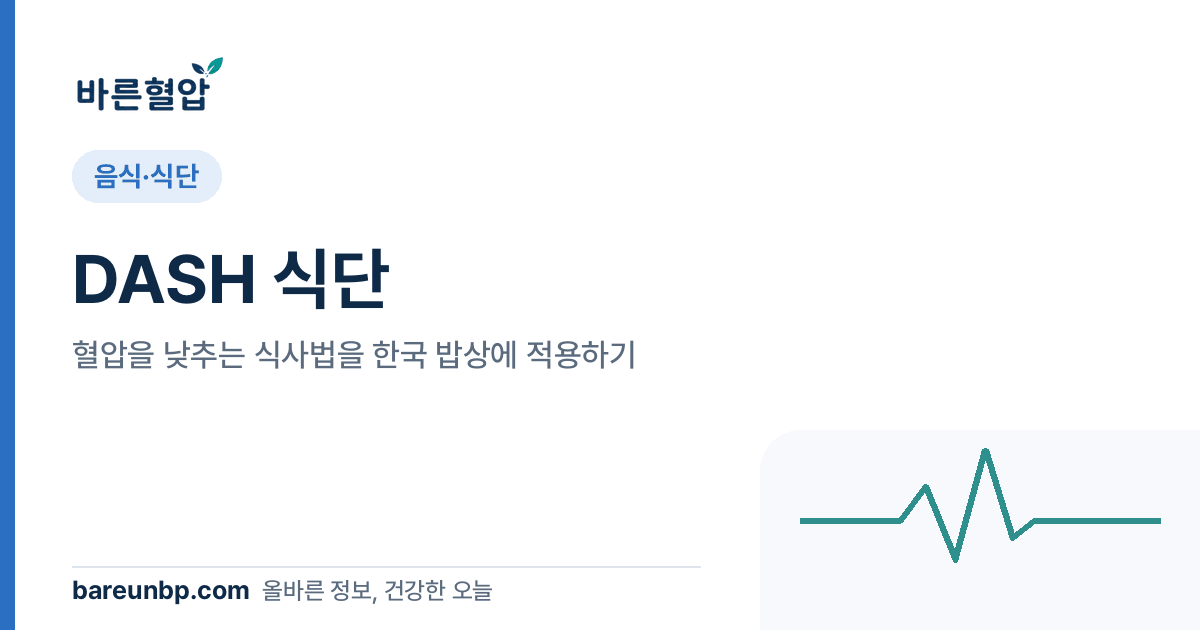 바른혈압
음식·식단
DASH 식단
혈압을 낮추는 식사법을 한국 밥상에 적용하기
bareunbp.com 올바른 정보, 건강한 오늘